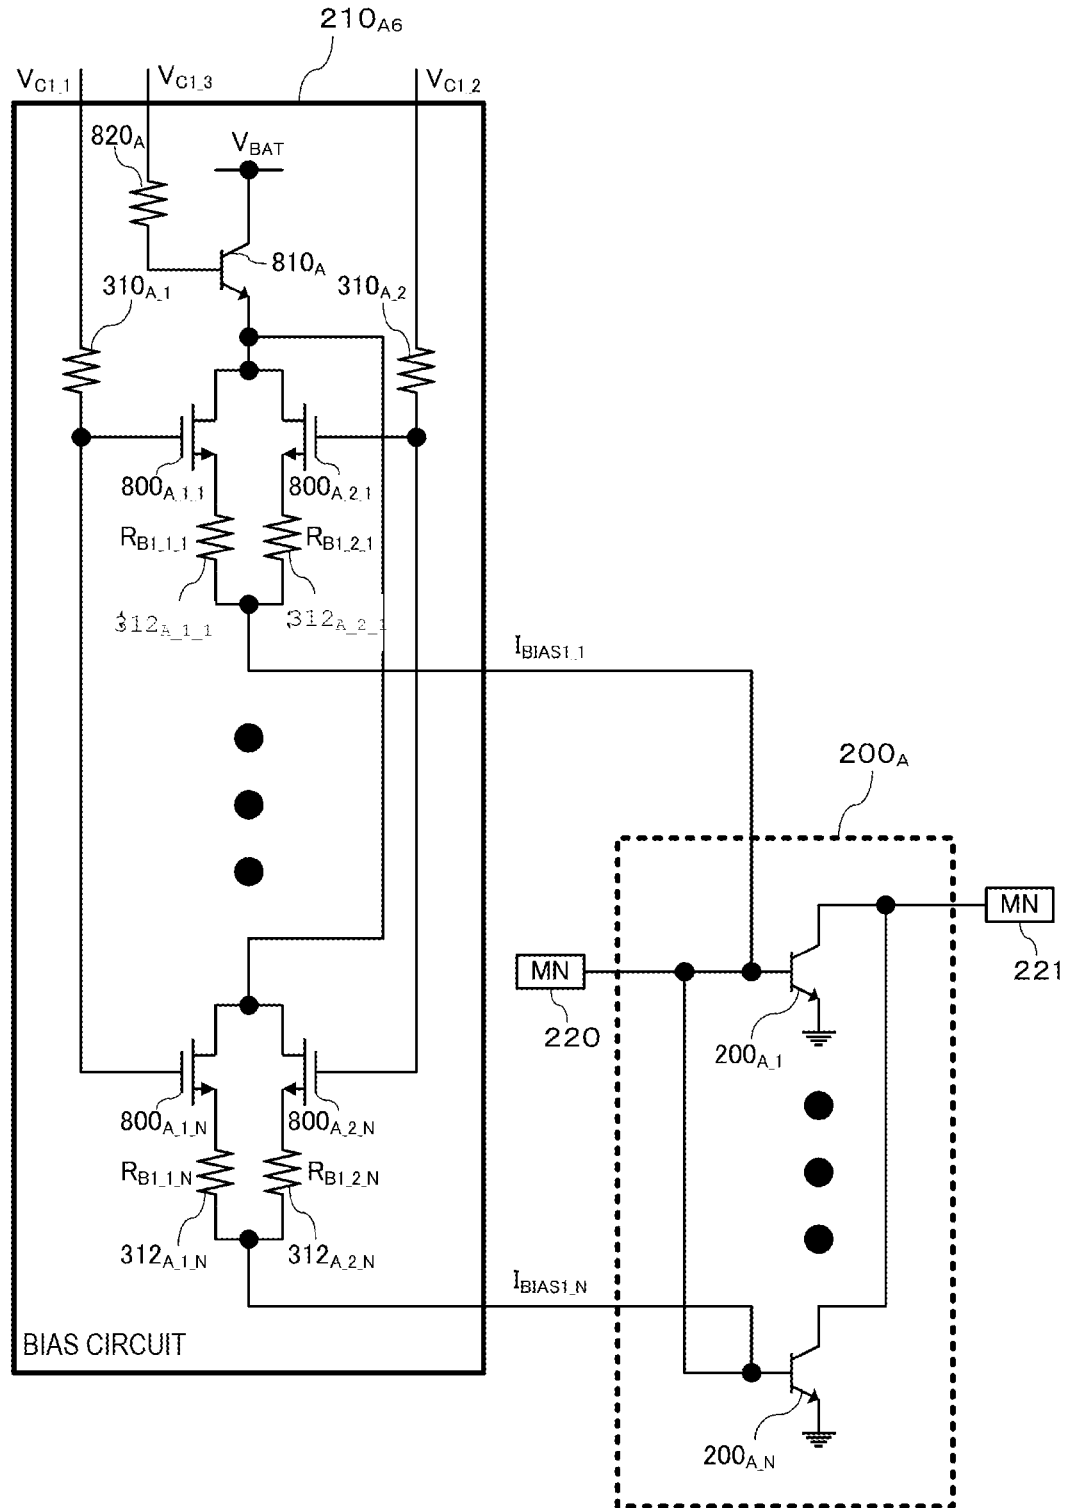 210A6
VC1_1
VC1_3
VC1_2
820A
VBAT
810A
310A_1
310A_2
800A_1_1
800A_2_1
RB1_1_1
RB1_2_1
312A_1_1
312A_2_1
IBIAS1_1
200A
MN
MN
221
220
200A_1
800A_1_N
800A_2_N
RB1_1_N
RB1_2_N
312A_1_N
312A_2_N
IBIAS1_N
BIAS CIRCUIT
200A_N